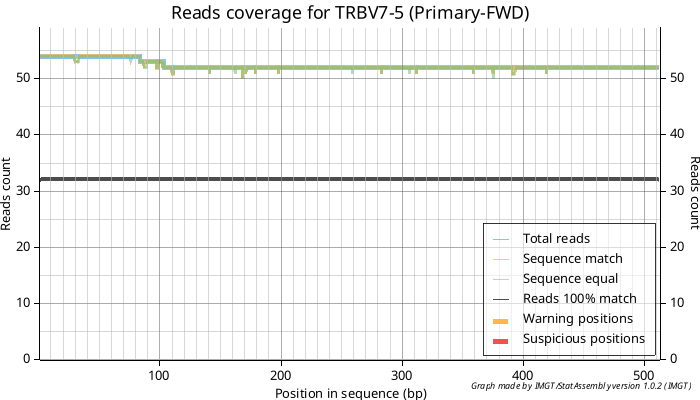 Reads coverage for TRBV7-5 (Primary-FWD)
Reads count
50
40
30
20
10
0
50
40
30
20
10
0
Reads count
100
200
300
400
500
Position in sequence (bp)
Total reads
Sequence match
Sequence equal
Reads 100% match
Warning positions
Suspicious positions
Graph made by IMGT/StatAssembly version 1.0.2 (IMGT)